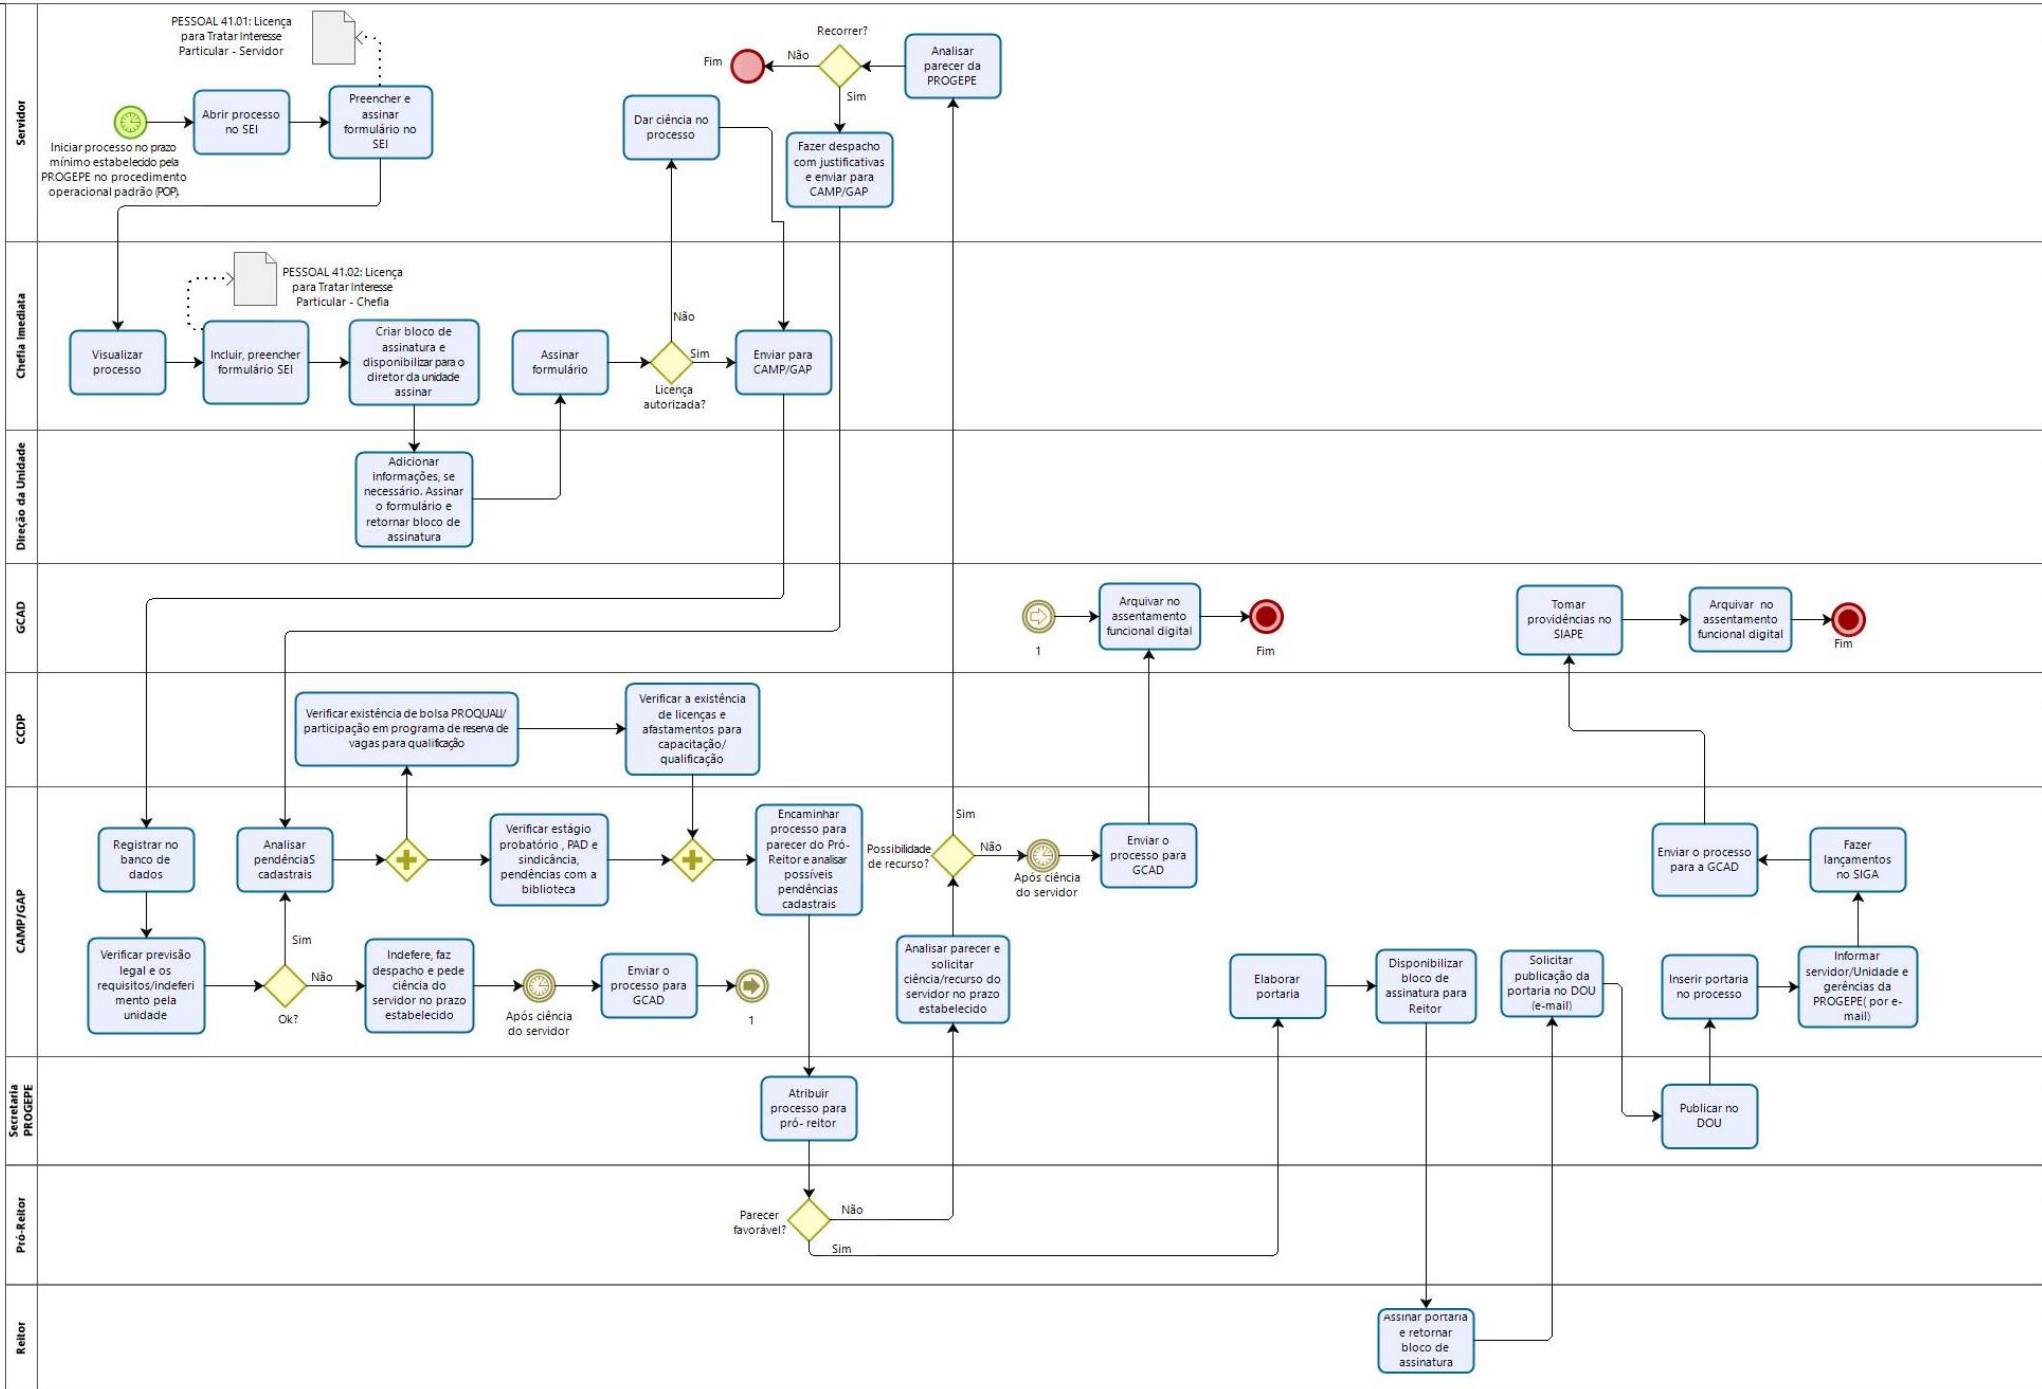 Servidor
PESSOAL 41.01: Licença
para Tratar Interesse
Particular - Servidor
Iniciar processo no prazo
mínimo estabelecido pela
PROGEPE no procedimento
operacional padrão (POP).
Abrir processo
no SEI
Preencher e
assinar
formulário no
SEI
Dar ciência no
processo
Fim
Não
Recorrer?
Sim
Analisar
parecer da
PROGEPE
Fazer despacho
com justificativas
e enviar para
CAMP/GAP
Chefia Imediata
PESSOAL 41.02: Licença
para Tratar Interesse
Particular - Chefia
Visualizar
processo
Incluir, preencher
formulário SEI
Criar bloco de
assinatura e
disponibilizar para o
diretor da unidade
assinar
Assinar
formulário
Não
Sim
Licença
autorizada?
Enviar para
CAMP/GAP
Direção da Unidade
Adicionar
informações, se
necessário. Assinar
o formulário e
retornar bloco de
assinatura
GCAD
1
Arquivar no
assentamento
funcional digital
Fim
Tomar
providências no
SIAPE
Arquivar no
assentamento
funcional digital
Fim
CCDP
Verificar existência de bolsa PROQUALI/
participação em programa de reserva de
vagas para qualificação
Verificar a existência
de licenças e
afastamentos para
capacitação/
qualificação
CAMP/GAP
Registrar no
banco de
dados
Analisar
pendênciaS
cadastrais
Verificar estágio
probatório , PAD e
sindicância,
pendências com a
biblioteca
Encaminhar
processo para
parecer do Pró-
Reitor e analisar
possíveis
pendências
cadastrais
Possibilidade
de recurso?
Sim
Não
Após ciência
do servidor
Enviar o
processo para
GCAD
Enviar o processo
para a GCAD
Fazer
lançamentos
no SIGA
Verificar previsão
legal e os
requisitos/indeferi
mento pela
unidade
Sim
Não
Ok?
Indefere, faz
despacho e pede
ciência do
servidor no prazo
estabelecido
Após ciência
do servidor
Enviar o
processo para
GCAD
1
Analisar parecer e
solicitar
ciência/recurso do
servidor no prazo
estabelecido
Elaborar
portaria
Disponibilizar
bloco de
assinatura para
Reitor
Solicitar
publicação da
portaria no DOU
(e-mail)
Inserir portaria
no processo
Informar
servidor/Unidade e
gerências da
PROGEPE( por e-
mail)
Secretaria
PROGEPE
Atribuir
processo para
pró- reitor
Publicar no
DOU
Pró-Reitor
Parecer
favorável?
Não
Sim
Reitor
Assinar portaria
e retornar
bloco de
assinatura